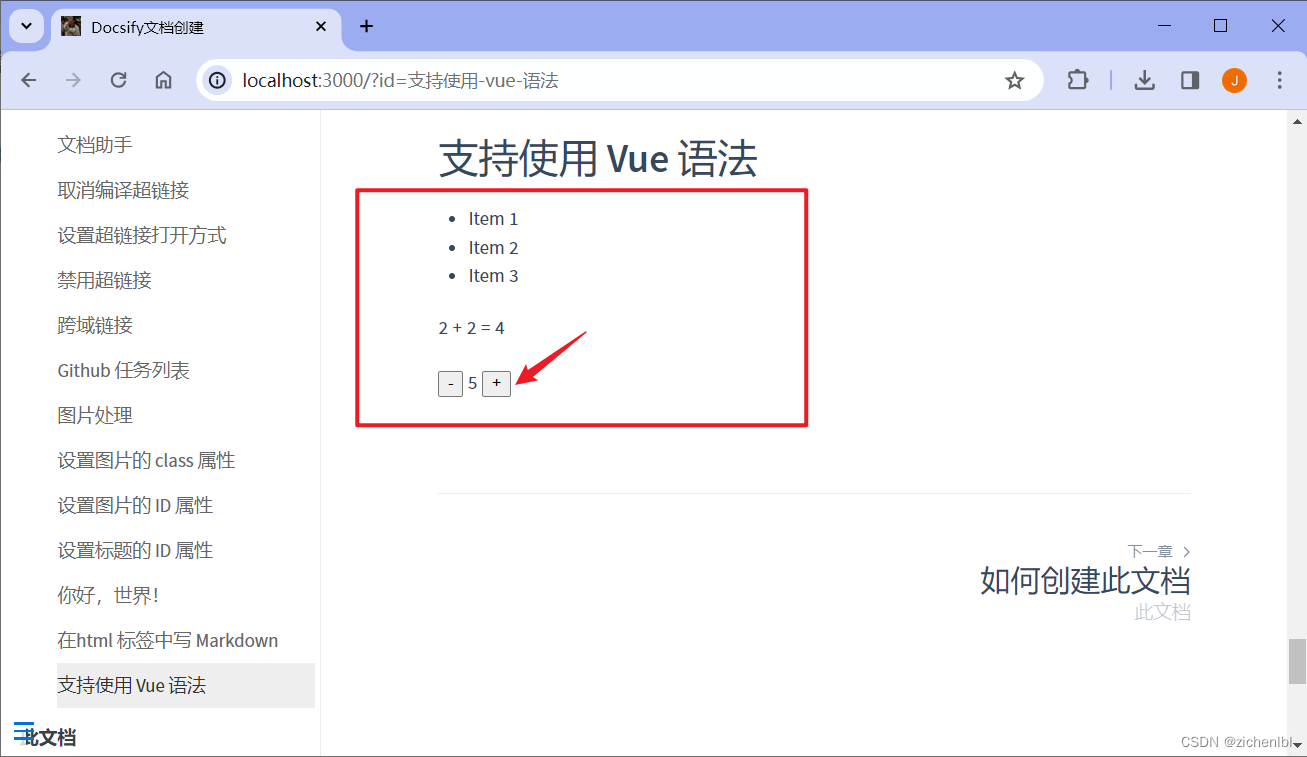 Docsify文档创建
localhost:3000/?id=支持使用-vue-语法
J
文档助手
取消编译超链接
设置超链接打开方式
禁用超链接
跨域链接
Github 任务列表
图片处理
设置图片的 class 属性
设置图片的 ID 属性
设置标题的 ID 属性
你好，世界！
在html 标签中写 Markdown
支持使用 Vue 语法
此文档
支持使用 Vue 语法
• Item 1
• Item 2
• Item 3
2 + 2 = 4
- 5 +
下一章
如何创建此文档
此文档
CSDN @zichenlbl